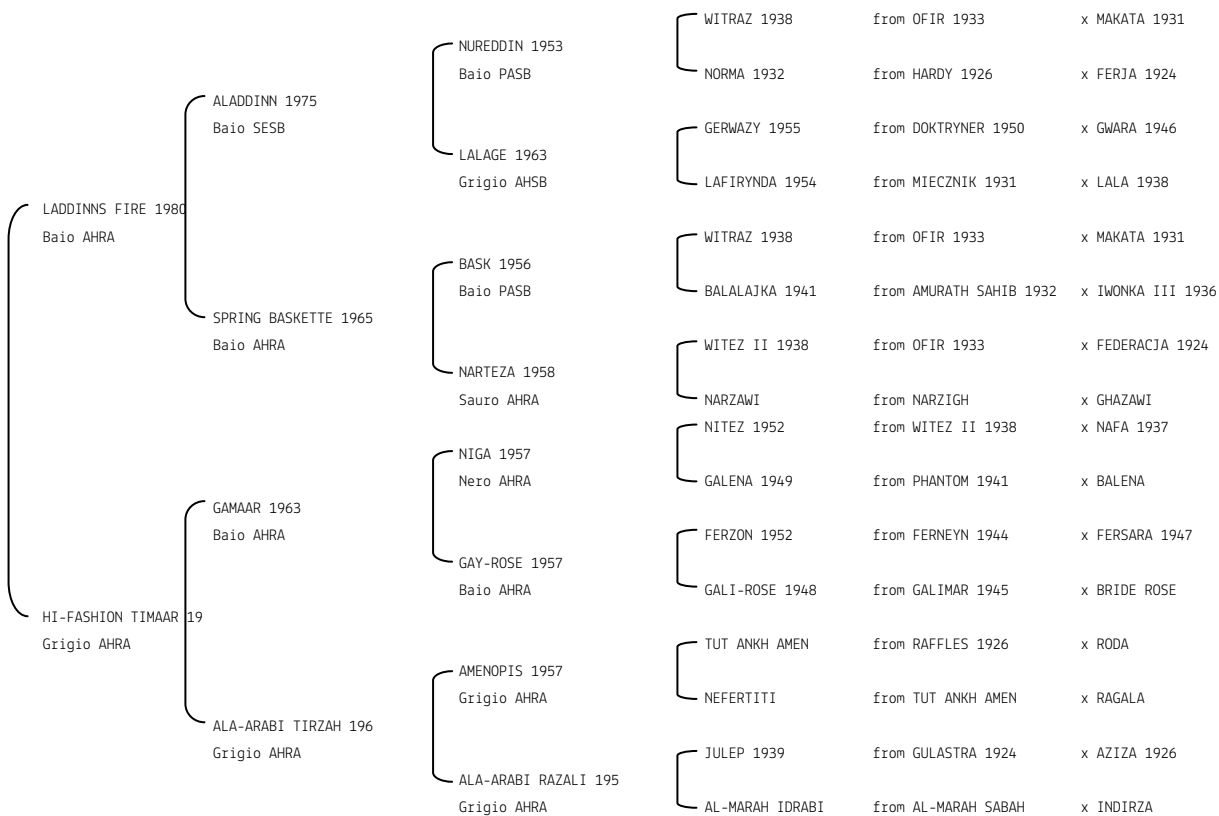 WITRAZ 1938 from OFIR 1933 x MAKATA 1931
NUREDDIN 1953
Baio PASB NORMA 1932 from HARDY 1926 x FERJA 1924
ALADDINN 1975
Baio SESB GERWAZY 1955 from DOKTRYNER 1950 x GWARA 1946
LALAGE 1963
Grigio AHSB LAFIRYNDA 1954 from MIECZNIK 1931 x LALA 1938
LADDINNS FIRE 1980
Baio AHRA WITRAZ 1938 from OFIR 1933 x MAKATA 1931
BASK 1956
Baio PASB BALALAJKA 1941 from AMURATH SAHIB 1932 x IWONKA III 1936
SPRING BASKETTE 1965
Baio AHRA WITEZ II 1938 from OFIR 1933 x FEDERACJA 1924
NARTEZA 1958
Sauro AHRA NARZAWI from NARZIGH x GHAZAWI
NITEZ 1952 from WITEZ II 1938 x NAFA 1937
NIGA 1957
Nero AHRA GALENA 1949 from PHANTOM 1941 x BALENA
GAMAAR 1963
Baio AHRA FERZON 1952 from FERNEYN 1944 x FERSARA 1947
GAY-ROSE 1957
Baio AHRA GALI-ROSE 1948 from GALIMAR 1945 x BRIDE ROSE
HI-FASHION TIMAAR 19
Grigio AHRA TUT ANKH AMEN from RAFFLES 1926 x RODA
AMENOPIS 1957
Grigio AHRA NEFERTITI from TUT ANKH AMEN x RAGALA
ALA-ARABI TIRZAH 196
Grigio AHRA JULEP 1939 from GULASTRA 1924 x AZIZA 1926
ALA-ARABI RAZALI 195
Grigio AHRA AL-MARAH IDRABI from AL-MARAH SABAH x INDIRZA